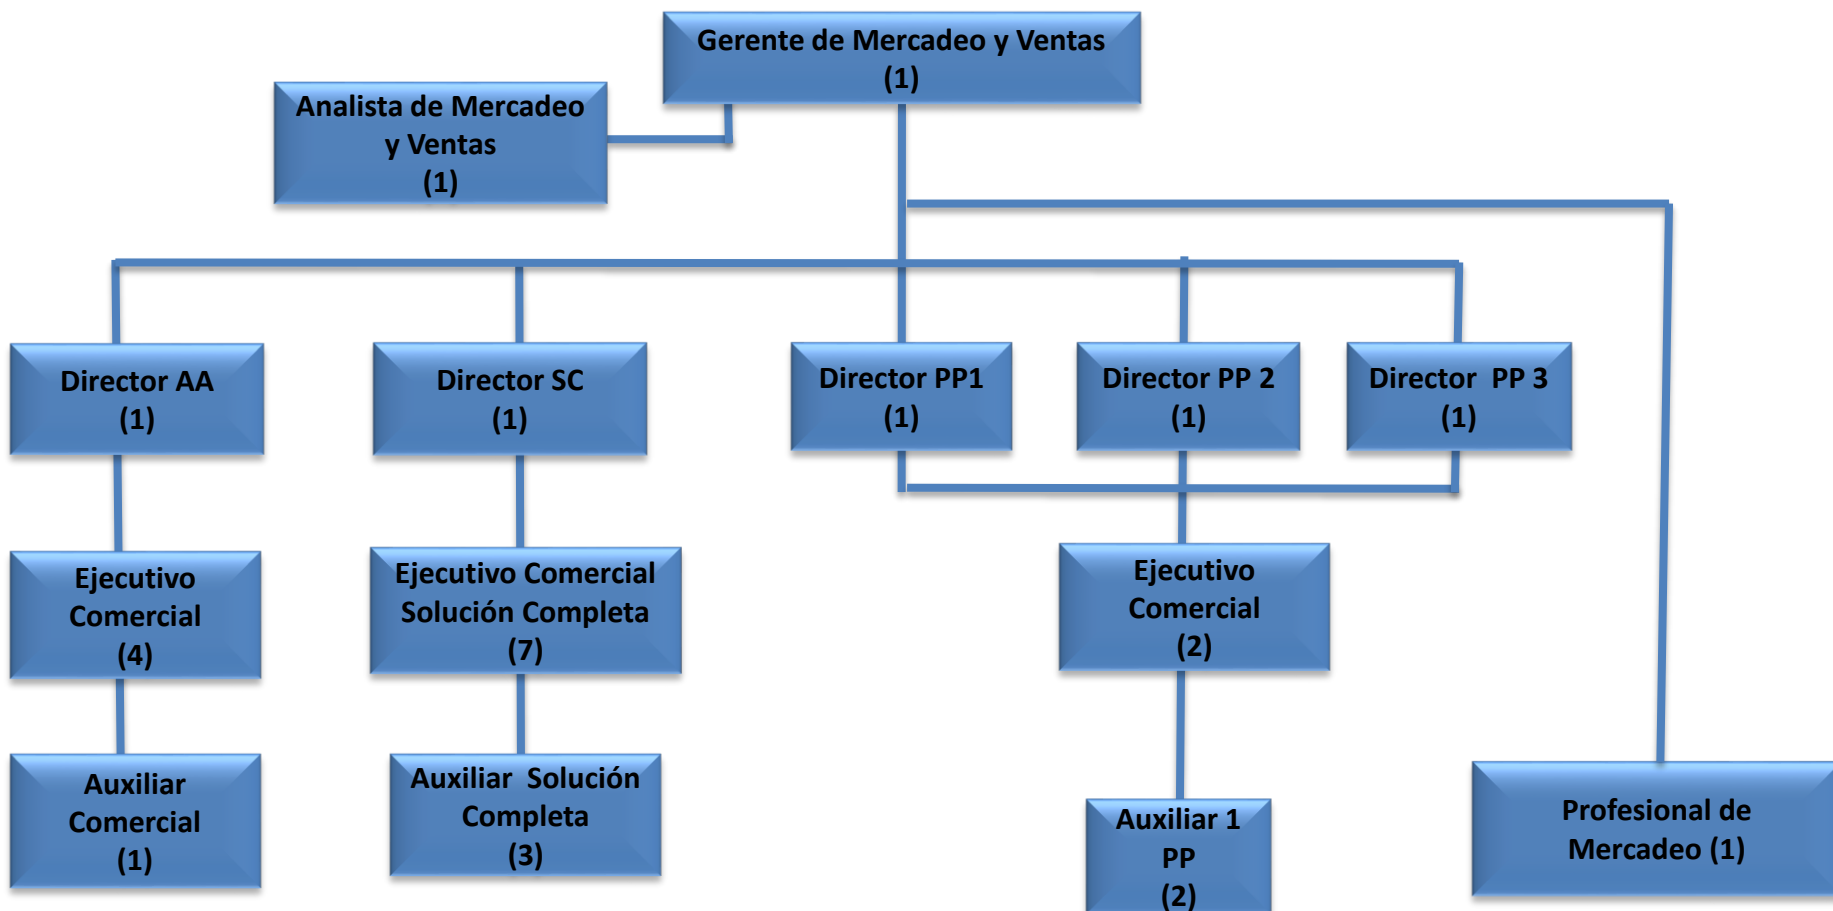 Gerente de Mercadeo y Ventas
(1)
Analista de Mercadeo
y Ventas
(1)
Director AA
(1)
Director SC
(1)
Director PP1
(1)
Director PP 2
(1)
Director PP 3
(1)
Ejecutivo
Comercial
(4)
Ejecutivo Comercial
Solución Completa
(7)
Ejecutivo
Comercial
(2)
Auxiliar
Comercial
(1)
Auxiliar Solución
Completa
(3)
Auxiliar 1
PP
(2)
Profesional de
Mercadeo (1)